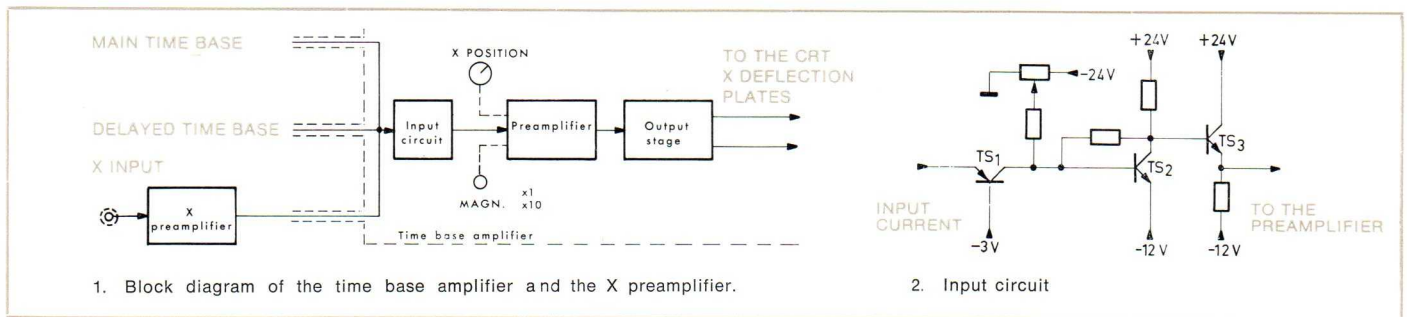 MAIN TIME BASE
DELAYED TIME BASE
X INPUT
X
preamplifier
Input
circuit
X POSITION
Preamplifier
MAGN.
x1
x10
Output
stage
TO THE CRT
X DEFLECTION
PLATES
Time base amplifier
1. Block diagram of the time base amplifier and the X preamplifier.
+24V
+24V
-24V
TS1
TS2
TS3
INPUT
CURRENT
-3V
-12V
-12V
TO THE
PREAMPLIFIER
2. Input circuit